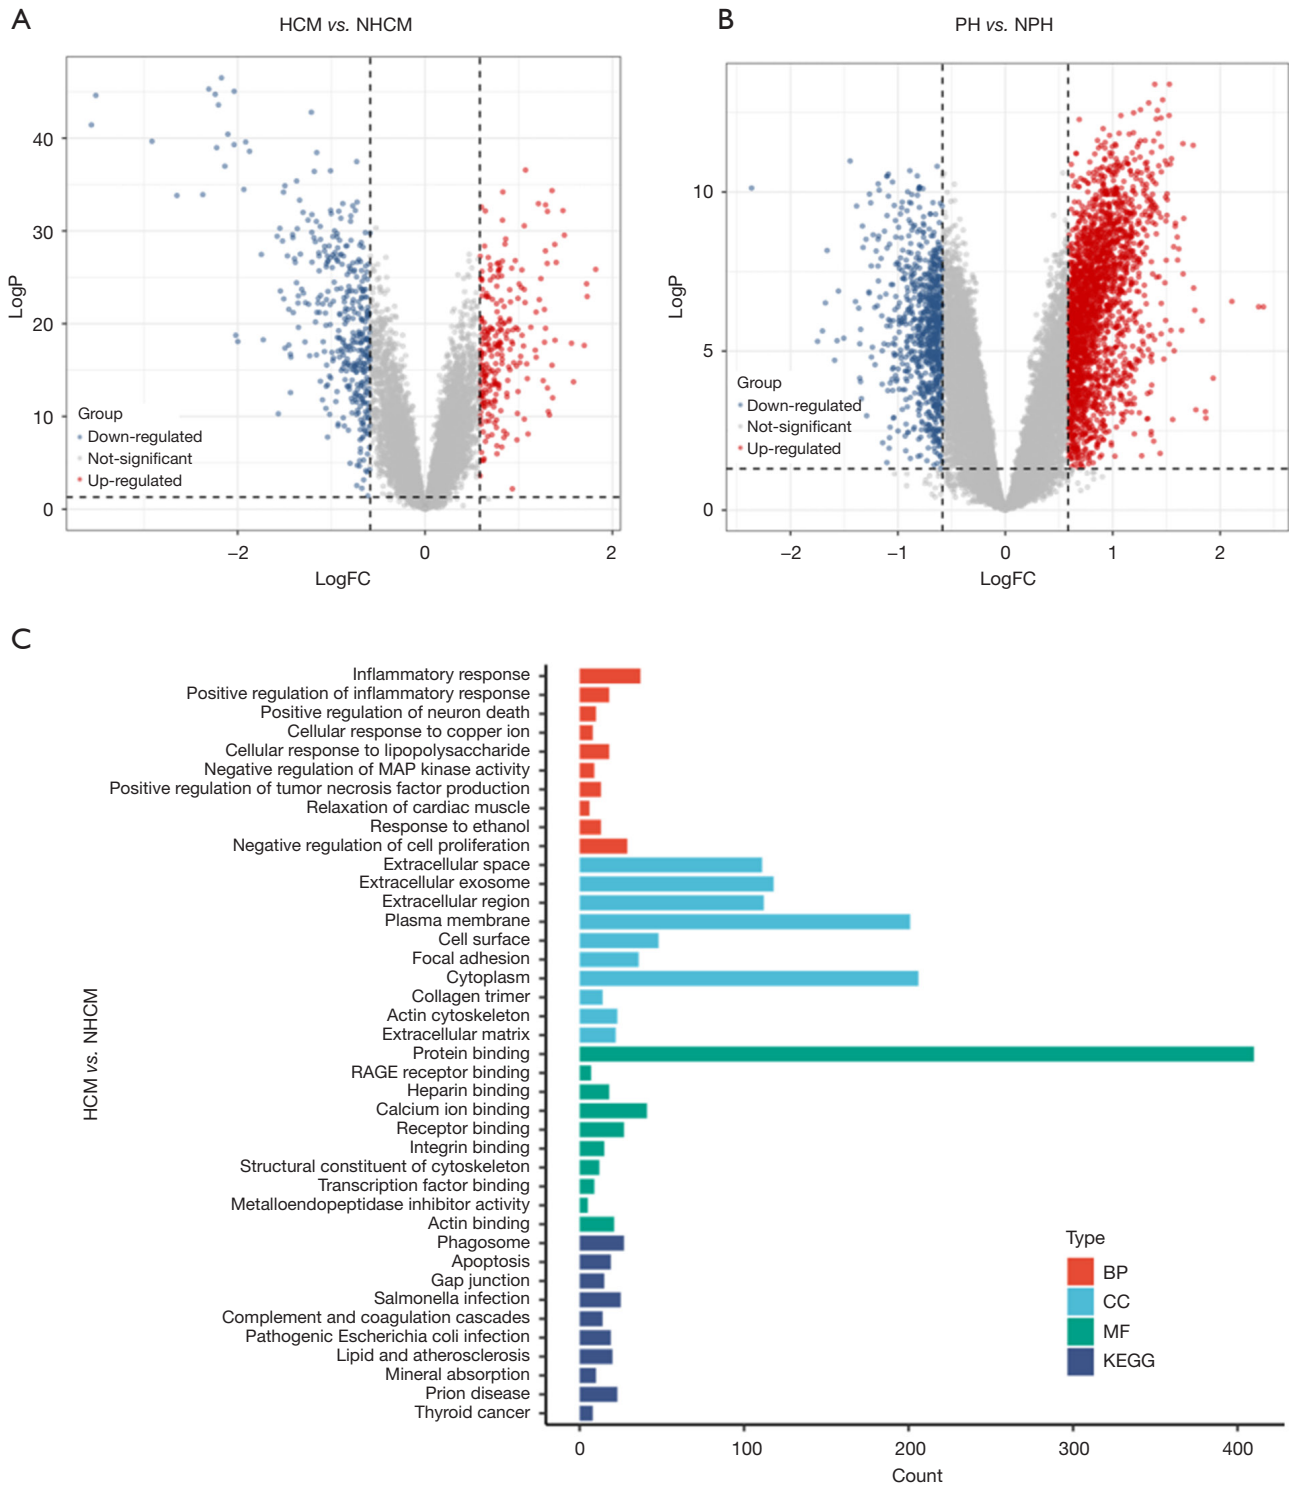 A
HCM vs. NHCM
LogP
40
30
20
10
0
Group
Down-regulated
Not-significant
Up-regulated
−2
0
2
LogFC
B
PH vs. NPH
LogP
10
5
0
Group
Down-regulated
Not-significant
Up-regulated
−2
−1
0
1
2
LogFC
C
HCM vs. NHCM
Inflammatory response
Positive regulation of inflammatory response
Positive regulation of neuron death
Cellular response to copper ion
Cellular response to lipopolysaccharide
Negative regulation of MAP kinase activity
Positive regulation of tumor necrosis factor production
Relaxation of cardiac muscle
Response to ethanol
Negative regulation of cell proliferation
Extracellular space
Extracellular exosome
Extracellular region
Plasma membrane
Cell surface
Focal adhesion
Cytoplasm
Collagen trimer
Actin cytoskeleton
Extracellular matrix
Protein binding
RAGE receptor binding
Heparin binding
Calcium ion binding
Receptor binding
Integrin binding
Structural constituent of cytoskeleton
Transcription factor binding
Metalloendopeptidase inhibitor activity
Actin binding
Phagosome
Apoptosis
Gap junction
Salmonella infection
Complement and coagulation cascades
Pathogenic Escherichia coli infection
Lipid and atherosclerosis
Mineral absorption
Prion disease
Thyroid cancer
Type
BP
CC
MF
KEGG
0
100
200
300
400
Count